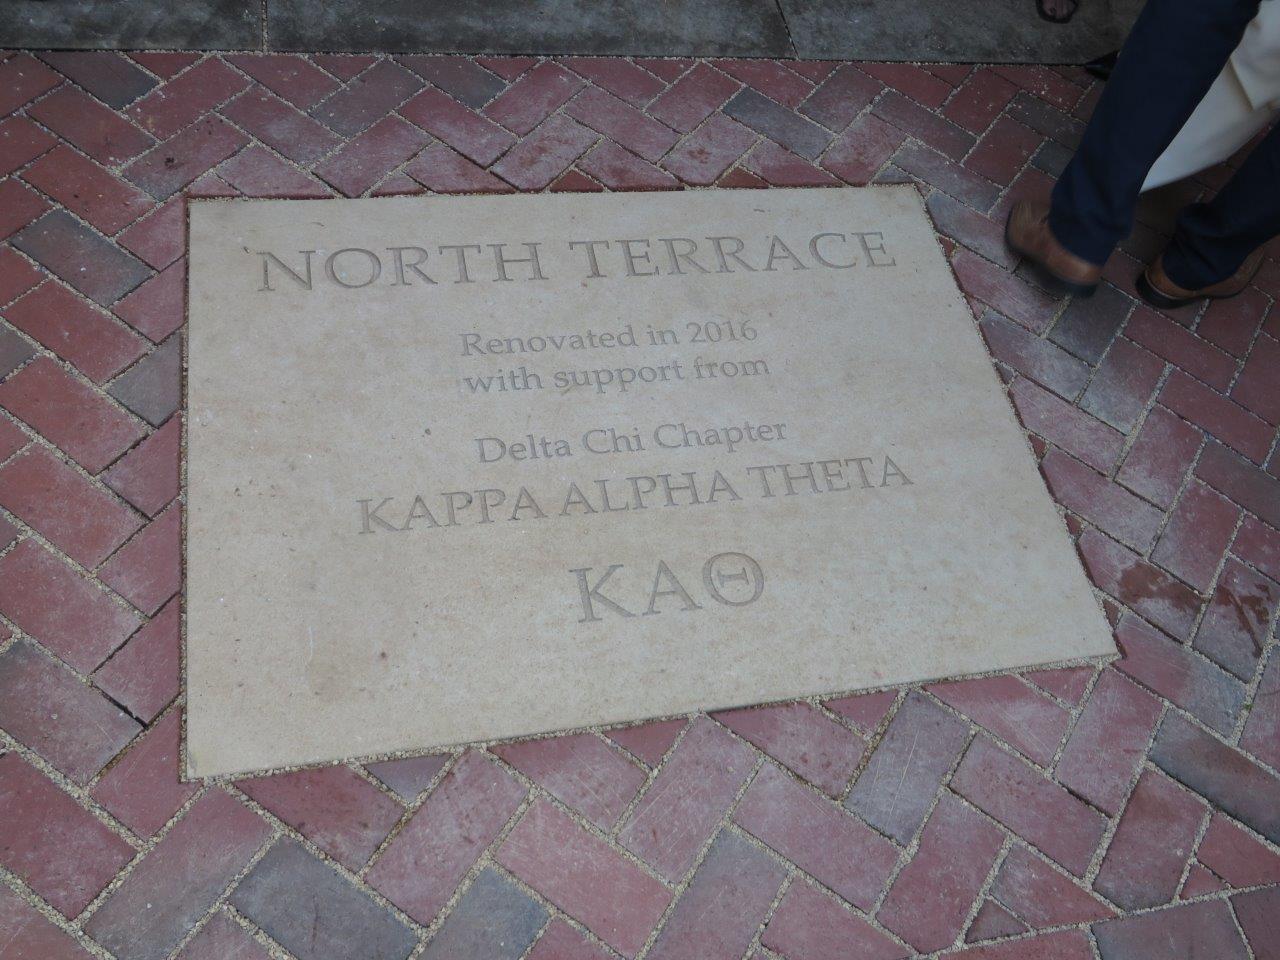 NORTH TERRACE
Renovated in 2016
with support from
Delta Chi Chapter
KAPPA ALPHA THETA
ΚΑΘ